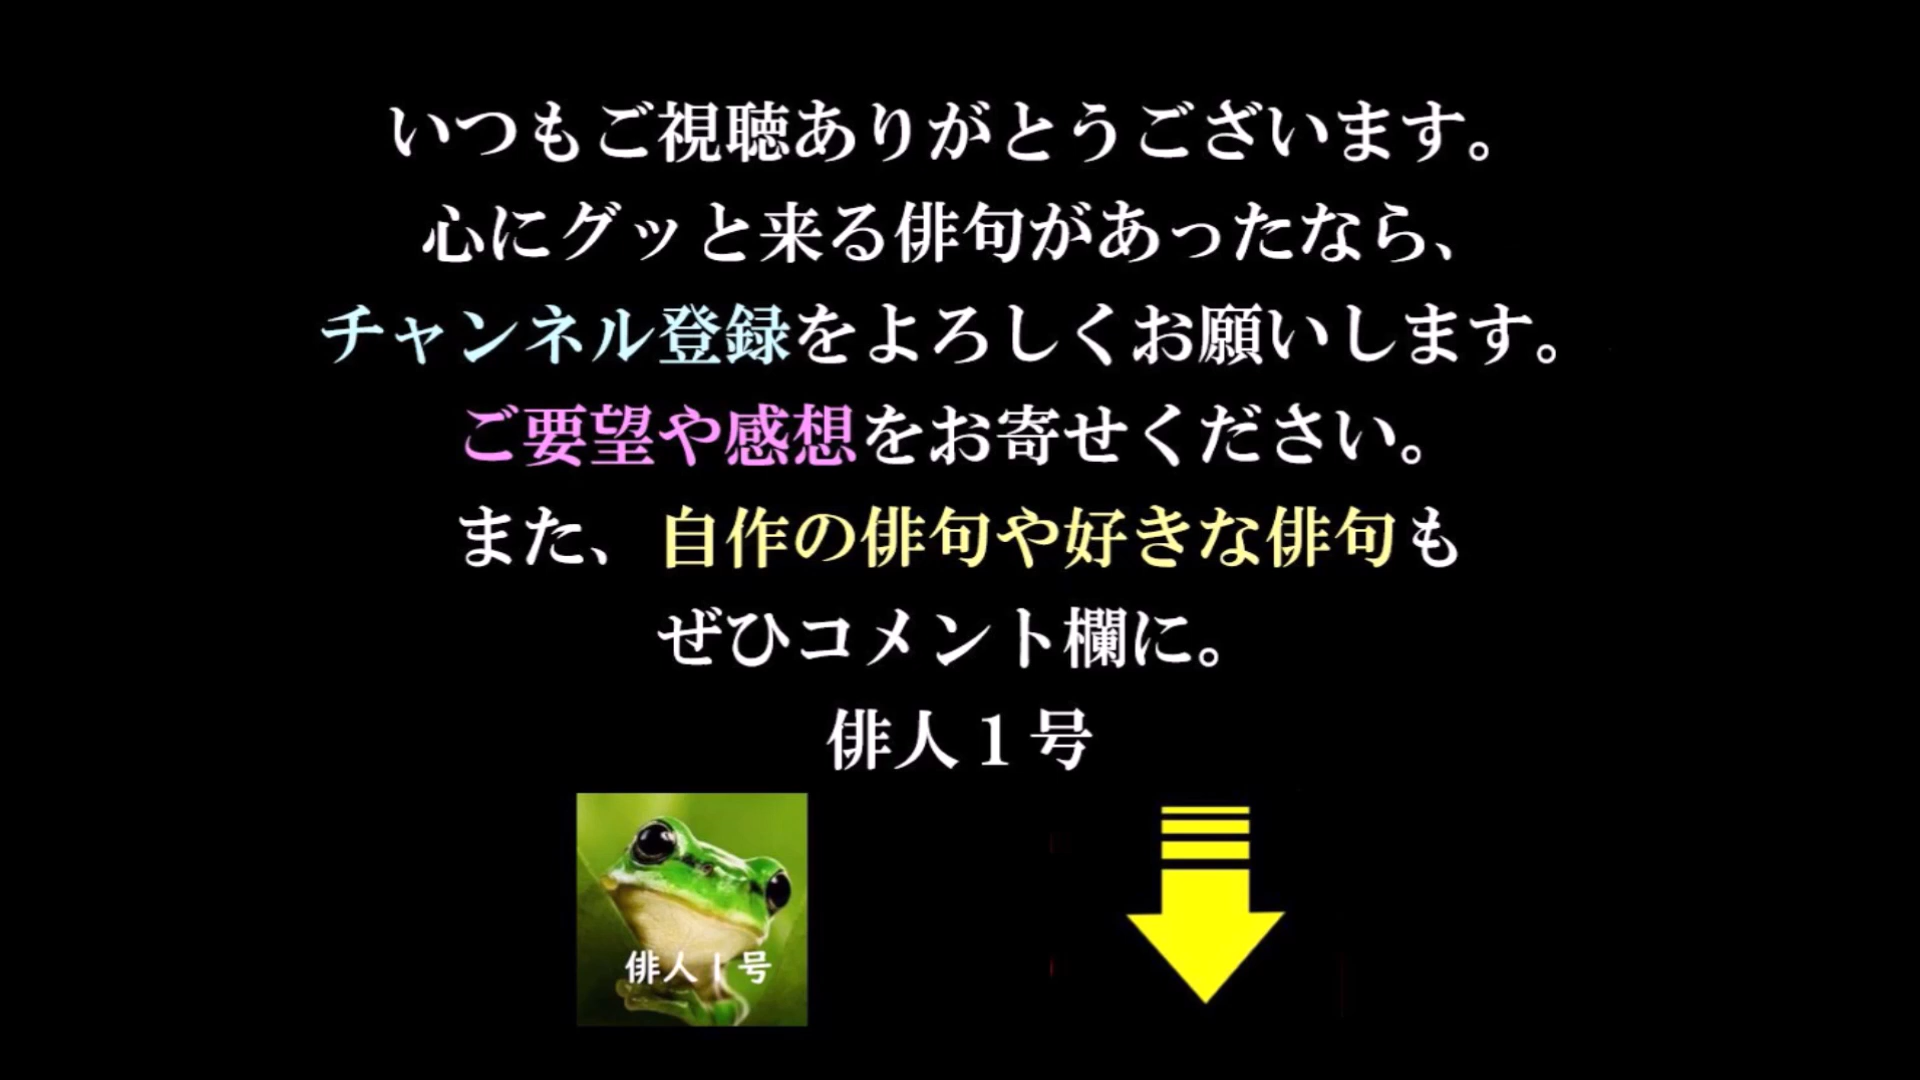 いつもご視聴ありがとうございます。
心にグッと来る俳句があったなら、
チャンネル登録をよろしくお願いします。
ご要望や感想をお寄せください。
また、自作の俳句や好きな俳句も
ぜひコメント欄に。
俳人１号
俳人１号